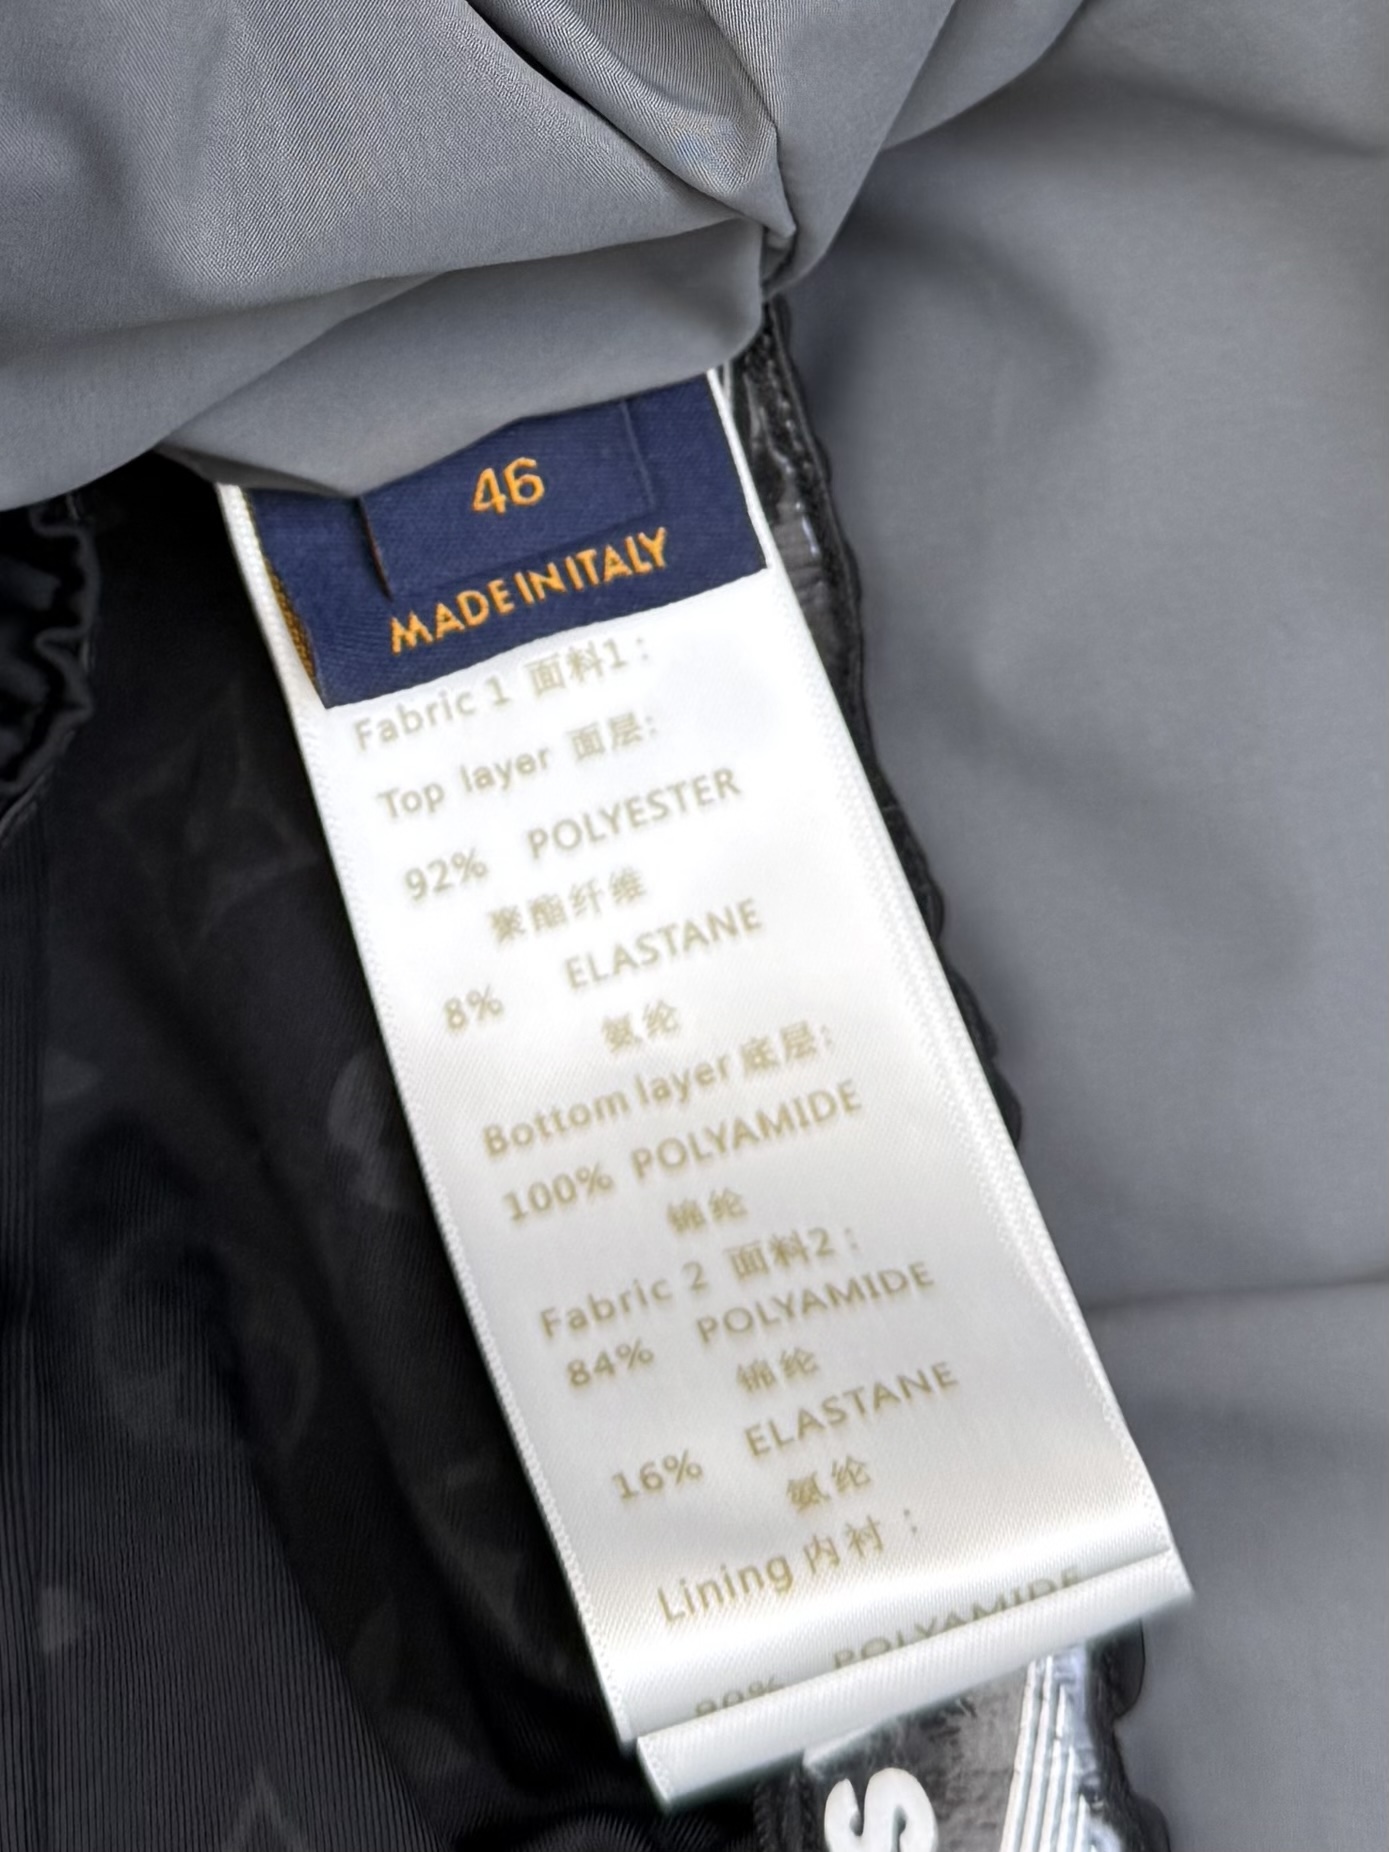 46
MADE IN ITALY
Fabric 1 面料1：
Top layer 面层:
92% POLYESTER
聚酯纤维
8% ELASTANE
氨纶
Bottom layer 底层:
100% POLYAMIDE
锦纶
Fabric 2 面料2：
84% POLYAMIDE
锦纶
16% ELASTANE
氨纶
Lining 内衬：
POLYAMIDE
S